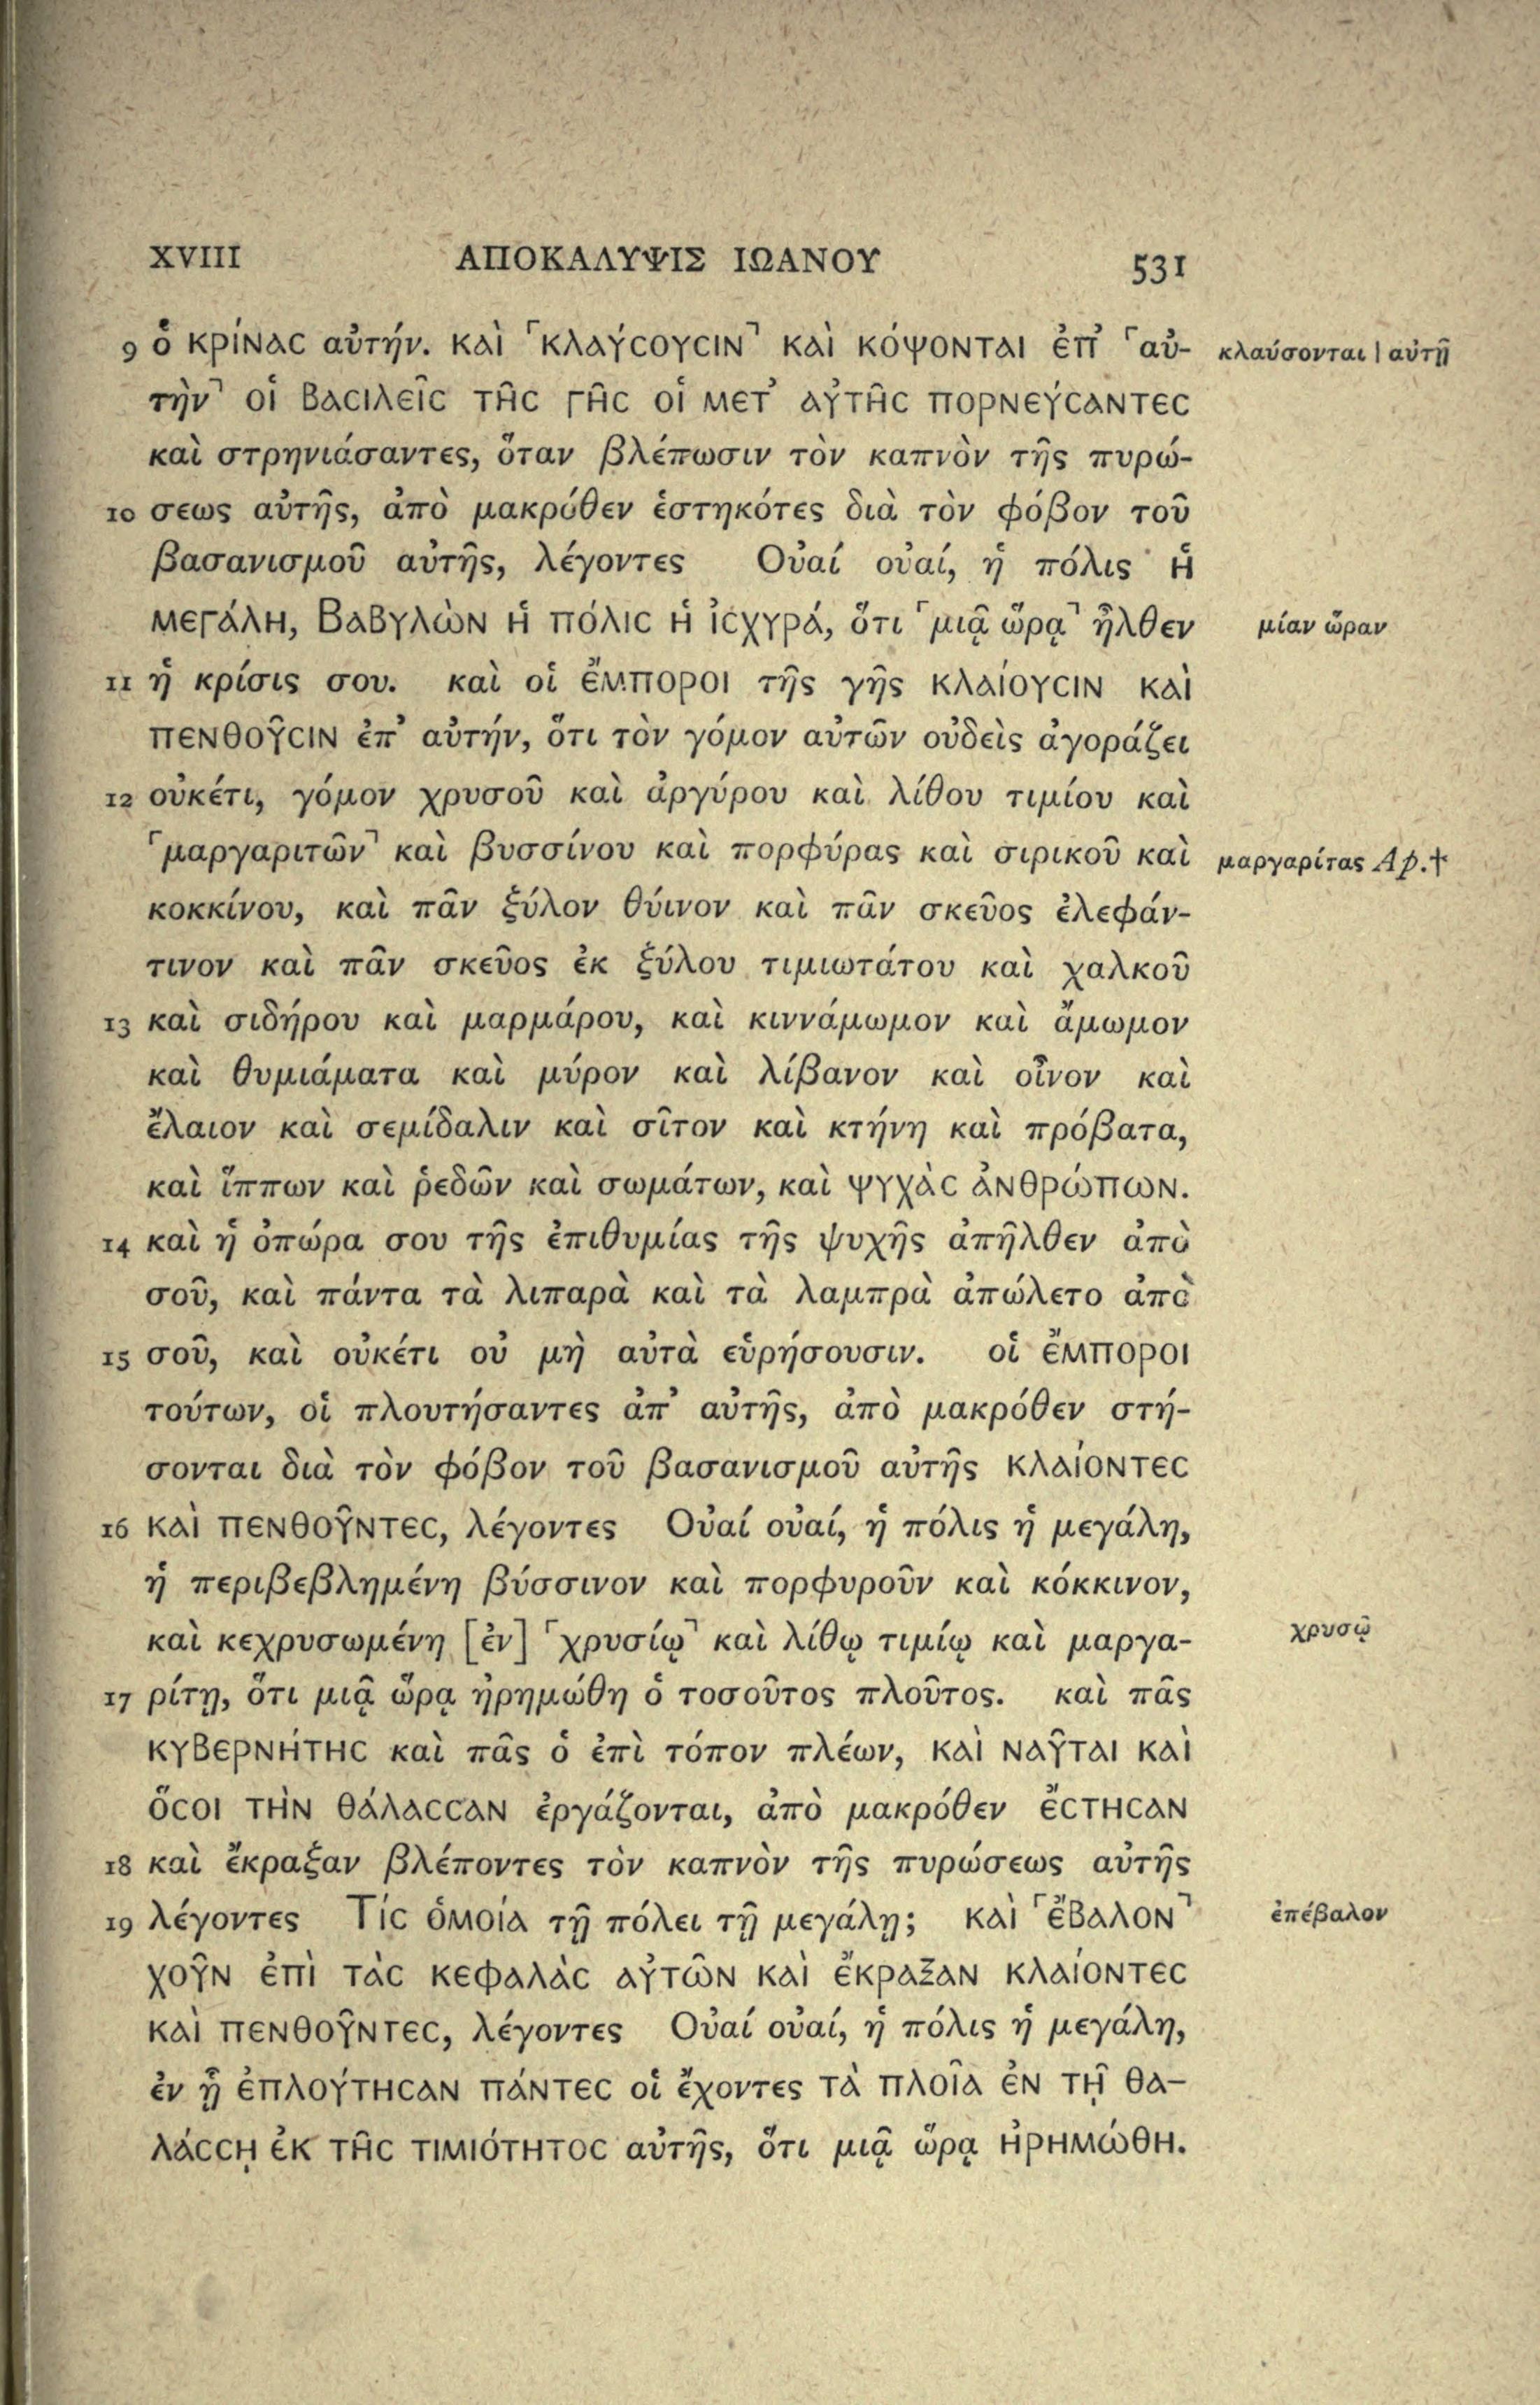 XVIII ΑΠΟΚΑΛΥΨΙΣ ΙΩΑΝΟΥ 531
9 ὁ κρίνας αὐτήν. καὶ ⌜κλαύσουσιν⌝ καὶ κόψονται ἐπ’ ⌜αὐ- κλαύσονται | αὐτῇ
τὴν⌝ οἱ βασιλεῖς τῆς γῆς οἱ μετ’ αὐτῆς πορνεύσαντες
καὶ στρηνιάσαντες, ὅταν βλέπωσιν τὸν καπνὸν τῆς πυρώ-
10 σεως αὐτῆς, ἀπὸ μακρόθεν ἑστηκότες διὰ τὸν φόβον τοῦ
βασανισμοῦ αὐτῆς, λέγοντες Οὐαί οὐαί, ἡ πόλις ἡ
μεγάλη, Βαβυλὼν ἡ πόλις ἡ ἰσχυρά, ὅτι ⌜μιᾷ ὥρᾳ⌝ ἦλθεν μίαν ὥραν
11 ἡ κρίσις σου. καὶ οἱ ἔμποροι τῆς γῆς κλαίουσιν καὶ
πενθοῦσιν ἐπ’ αὐτήν, ὅτι τὸν γόμον αὐτῶν οὐδεὶς ἀγοράζει
12 οὐκέτι, γόμον χρυσοῦ καὶ ἀργύρου καὶ λίθου τιμίου καὶ
⌜μαργαριτῶν⌝ καὶ βυσσίνου καὶ πορφύρας καὶ σιρικοῦ καὶ μαργαρίτας Ap.†
κοκκίνου, καὶ πᾶν ξύλον θύινον καὶ πᾶν σκεῦος ἐλεφάν-
τινον καὶ πᾶν σκεῦος ἐκ ξύλου τιμιωτάτου καὶ χαλκοῦ
13 καὶ σιδήρου καὶ μαρμάρου, καὶ κιννάμωμον καὶ ἄμωμον
καὶ θυμιάματα καὶ μύρον καὶ λίβανον καὶ οἶνον καὶ
ἔλαιον καὶ σεμίδαλιν καὶ σῖτον καὶ κτήνη καὶ πρόβατα,
καὶ ἵππων καὶ ῥεδῶν καὶ σωμάτων, καὶ ψυχὰς ἀνθρώπων.
14 καὶ ἡ ὀπώρα σου τῆς ἐπιθυμίας τῆς ψυχῆς ἀπῆλθεν ἀπὸ
σοῦ, καὶ πάντα τὰ λιπαρὰ καὶ τὰ λαμπρὰ ἀπώλετο ἀπὸ
15 σοῦ, καὶ οὐκέτι οὐ μὴ αὐτὰ εὑρήσουσιν. οἱ ἔμποροι
τούτων, οἱ πλουτήσαντες ἀπ’ αὐτῆς, ἀπὸ μακρόθεν στή-
σονται διὰ τὸν φόβον τοῦ βασανισμοῦ αὐτῆς κλαίοντες
16 καὶ πενθοῦντες, λέγοντες Οὐαί οὐαί, ἡ πόλις ἡ μεγάλη,
ἡ περιβεβλημένη βύσσινον καὶ πορφυροῦν καὶ κόκκινον,
καὶ κεχρυσωμένη [ἐν] ⌜χρυσίῳ⌝ καὶ λίθῳ τιμίῳ καὶ μαργα- χρυσῷ
17 ρίτῃ, ὅτι μιᾷ ὥρᾳ ἠρημώθη ὁ τοσοῦτος πλοῦτος. καὶ πᾶς
κυβερνήτης καὶ πᾶς ὁ ἐπὶ τόπον πλέων, καὶ ναῦται καὶ
ὅσοι τὴν θάλασσαν ἐργάζονται, ἀπὸ μακρόθεν ἔστησαν
18 καὶ ἔκραξαν βλέποντες τὸν καπνὸν τῆς πυρώσεως αὐτῆς
19 λέγοντες Τίς ὁμοία τῇ πόλει τῇ μεγάλῃ; καὶ ⌜ἔβαλον⌝ ἐπέβαλον
χοῦν ἐπὶ τὰς κεφαλὰς αὐτῶν καὶ ἔκραξαν κλαίοντες
καὶ πενθοῦντες, λέγοντες Οὐαί οὐαί, ἡ πόλις ἡ μεγάλη,
ἐν ᾗ ἐπλούτησαν πάντες οἱ ἔχοντες τὰ πλοῖα ἐν τῇ θα-
λάσσῃ ἐκ τῆς τιμιότητος αὐτῆς, ὅτι μιᾷ ὥρᾳ ἠρημώθη.